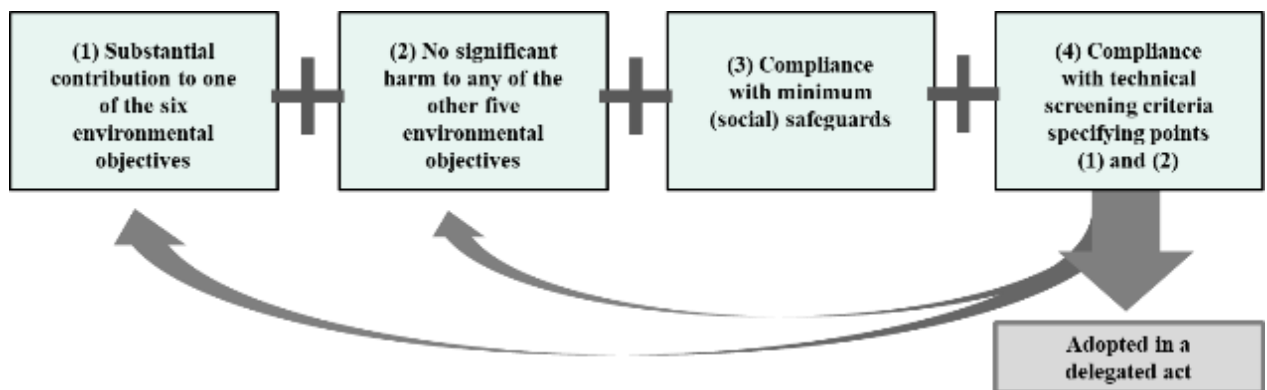 (1) Substantial
contribution to one
of the six
environmental
objectives
(2) No significant
harm to any of the
other five
environmental
objectives
(3) Compliance
with minimum
(social) safeguards
(4) Compliance
with technical
screening criteria
specifying points
(1) and (2)
Adopted in a
delegated act